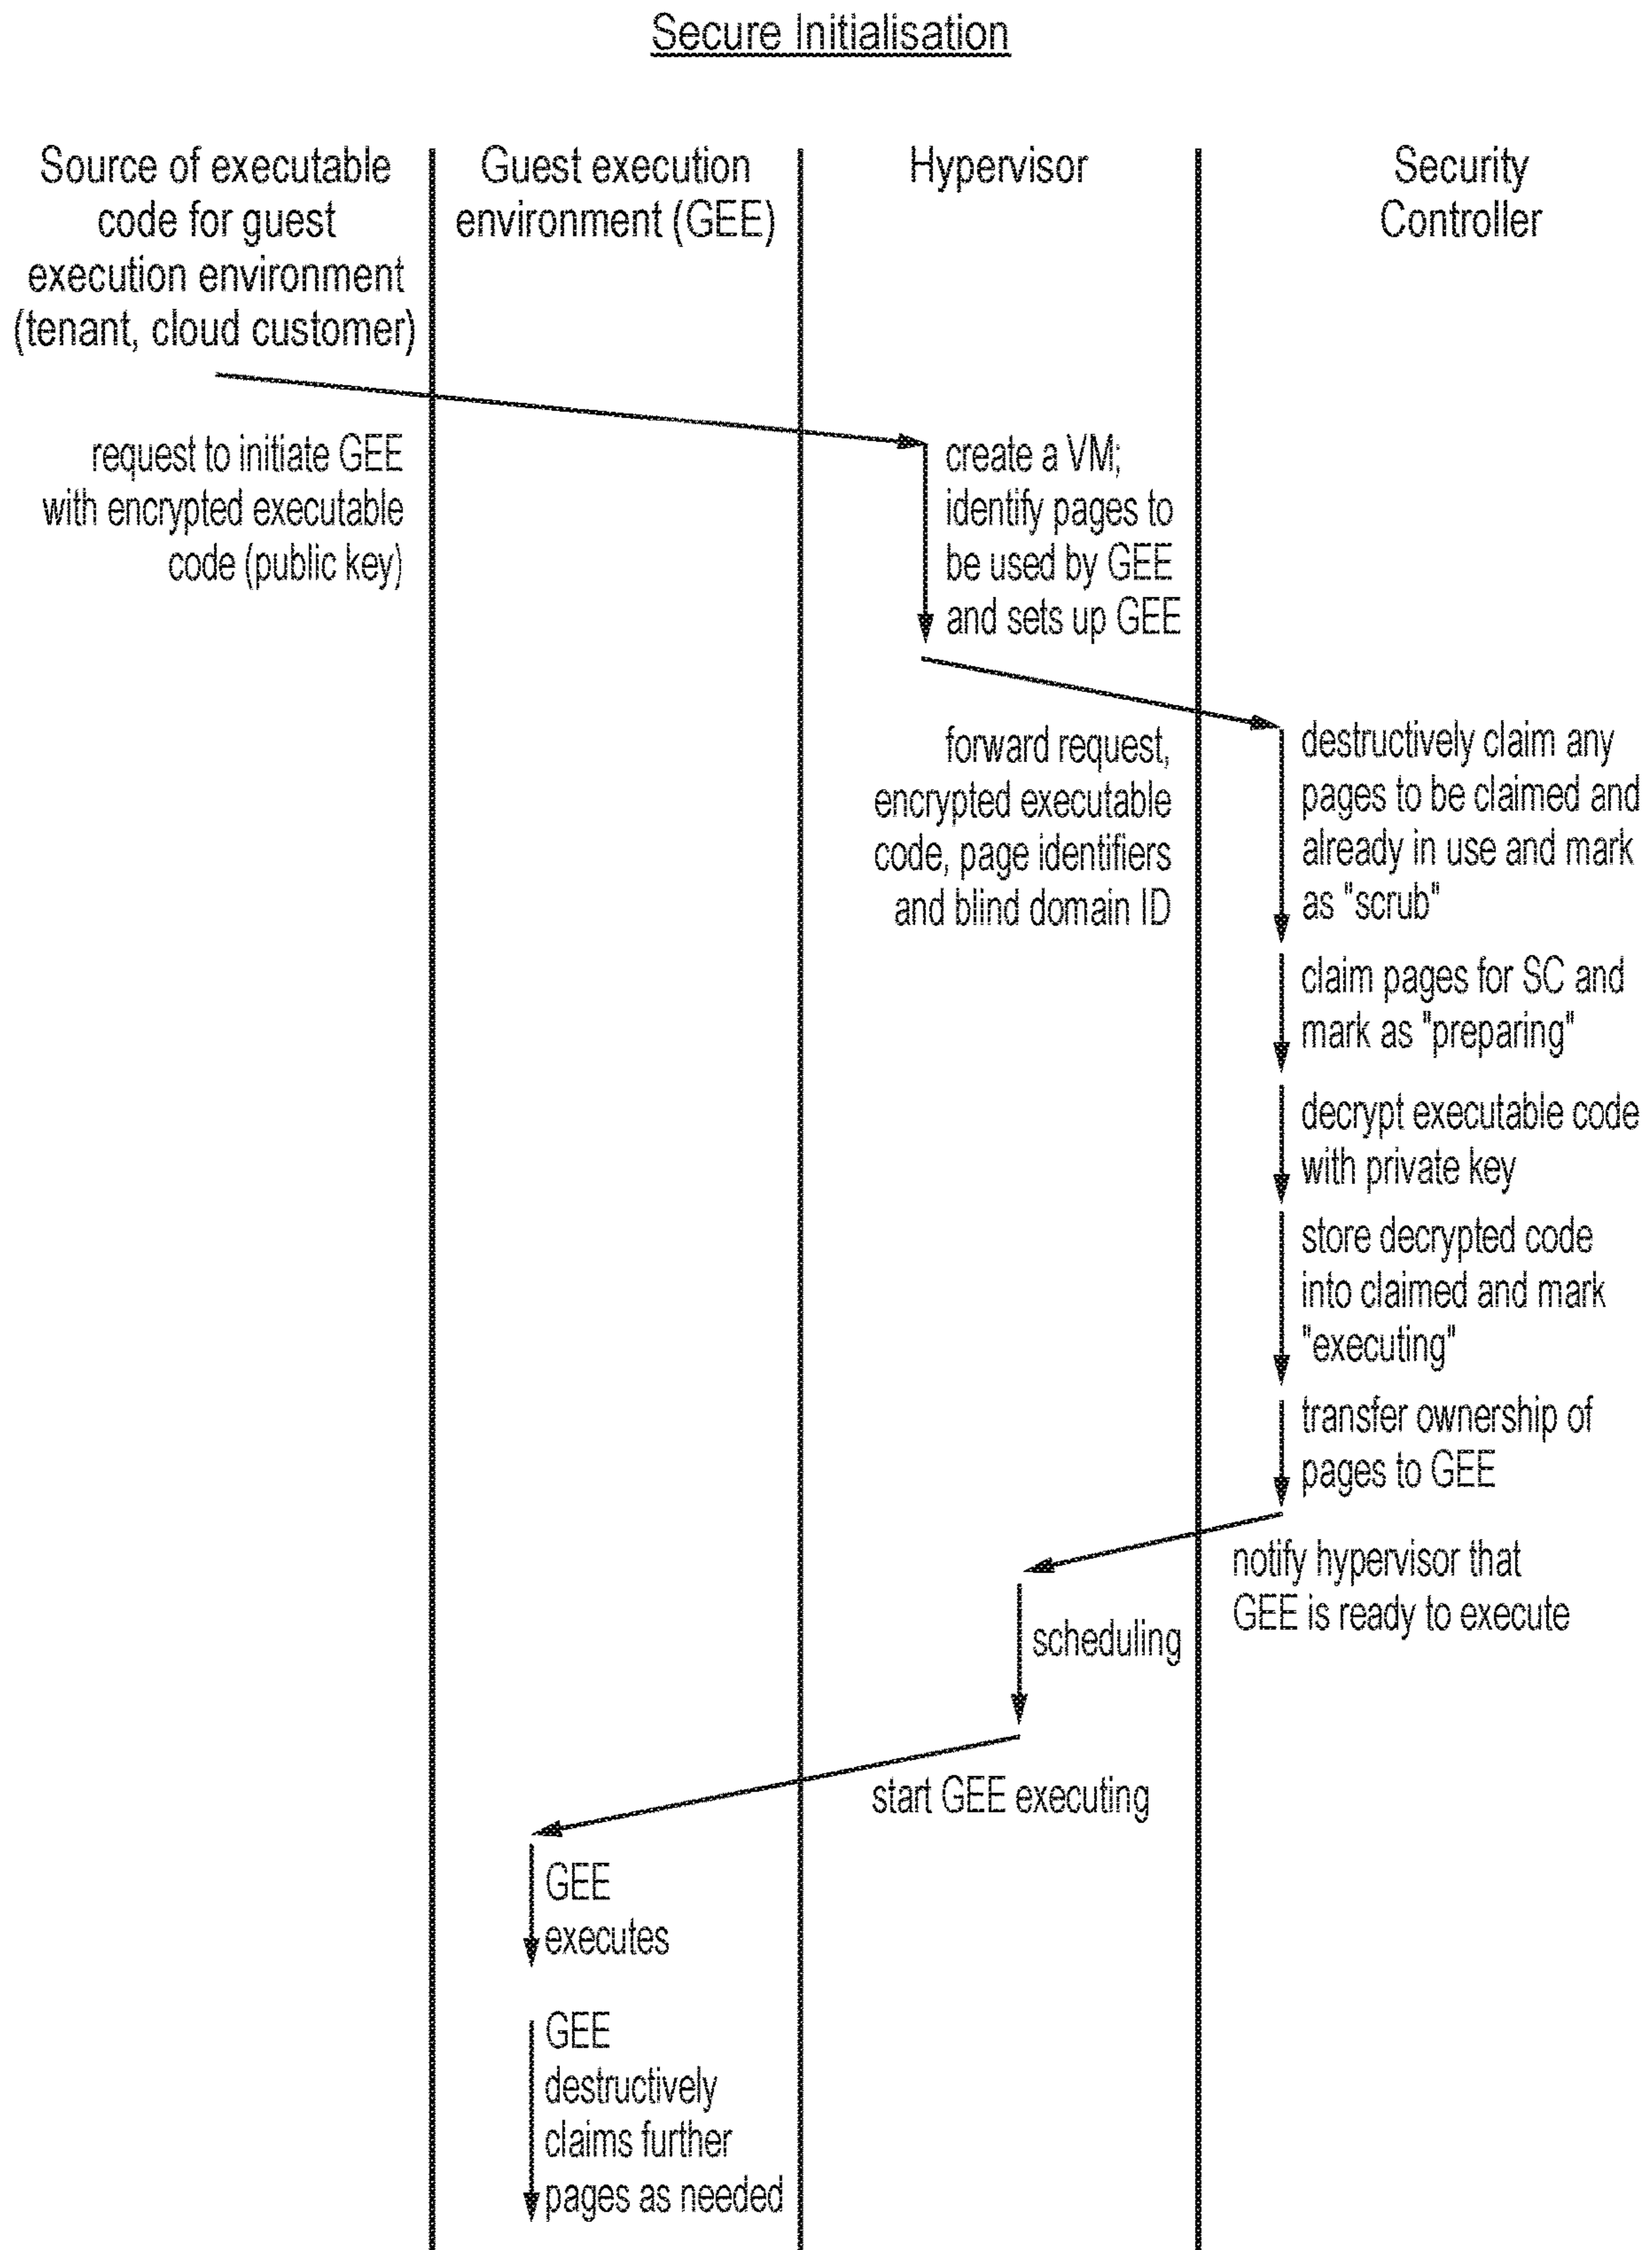 Secure Initialisation
Source of executable
code for guest
execution environment
(tenant, cloud customer)
Guest execution
environment (GEE)
Hypervisor
Security
Controller
request to initiate GEE
with encrypted executable
code (public key)
create a VM;
identify pages to
be used by GEE
and sets up GEE
forward request,
encrypted executable
code, page identifiers
and blind domain ID
destructively claim any
pages to be claimed and
already in use and mark
as "scrub"
claim pages for SC and
mark as "preparing"
decrypt executable code
with private key
store decrypted code
into claimed and mark
"executing"
transfer ownership of
pages to GEE
notify hypervisor that
GEE is ready to execute
scheduling
start GEE executing
GEE
executes
GEE
destructively
claims further
pages as needed